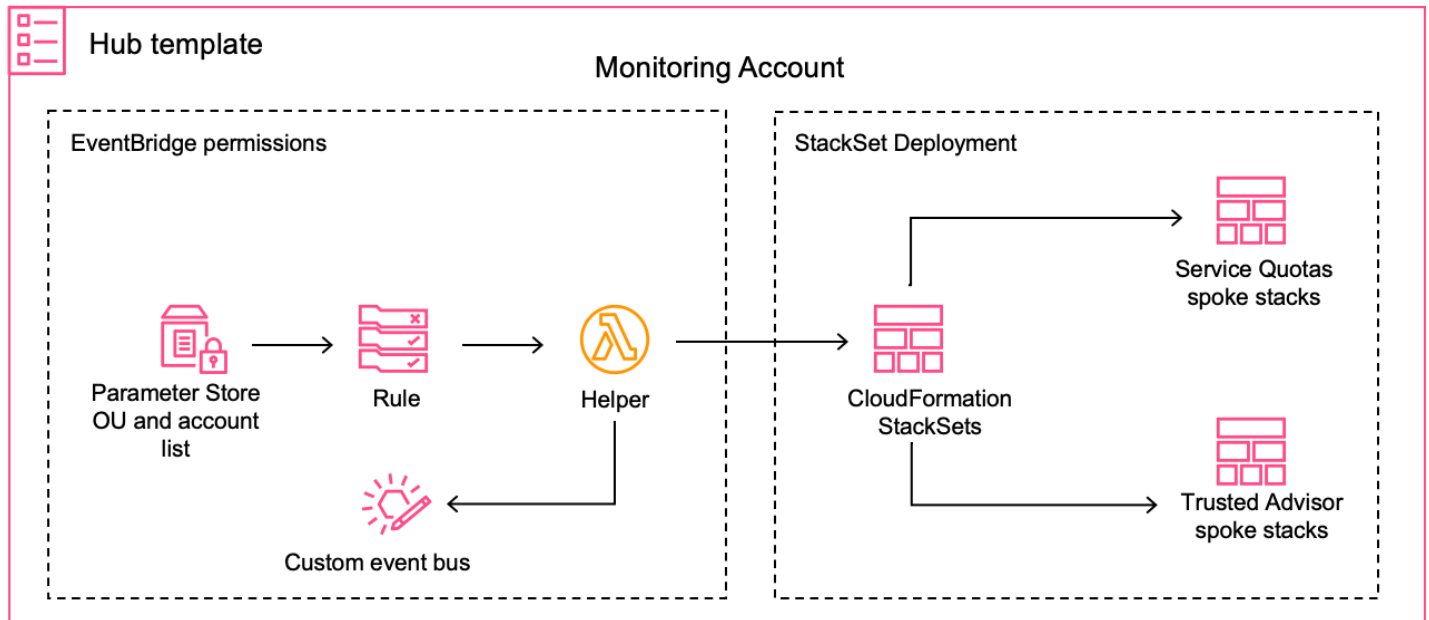 Hub template
Monitoring Account
EventBridge permissions
Parameter Store
OU and account
list
Rule
Helper
Custom event bus
StackSet Deployment
CloudFormation
StackSets
Service Quotas
spoke stacks
Trusted Advisor
spoke stacks